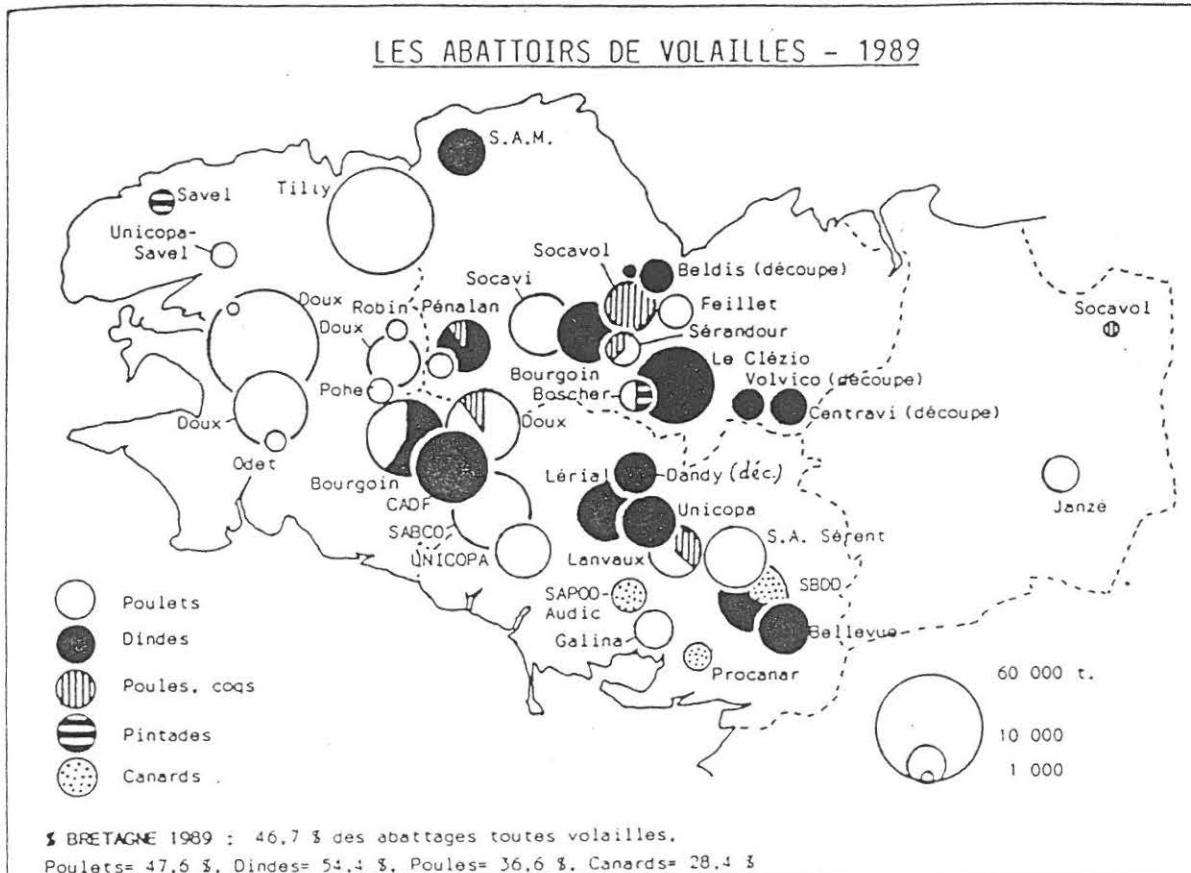 LES ABATTOIRS DE VOLAILLES - 1989
S.A.M.
Tilly
Savel
Unicopa-
Savel
Socavol
Beldis (découpe)
Socavi
Feillet
Doux
Robin
Pénalan
Doux
Sérandour
Socavol
Le Clézio
Bourgoin
Volvico (découpe)
Boscher
Pohe
Centravi (découpe)
Doux
Doux
Odet
Bourgoin
Lérial
Dandy (déc.)
CADF
Unicopa
Janzé
SABCO
S.A. Sérent
UNICOPA
Lanvaux
SAPOO
Audic
SBDO
Galina
Bellevue
Procanar
Poulets
Dindes
Poules, coqs
Pintades
Canards
60 000 t.
10 000
1 000
% BRETAGNE 1989 : 46,7 % des abattages toutes volailles,
Poulets= 47,6 %, Dindes= 54,4 %, Poules= 36,6 %, Canards= 28,4 %